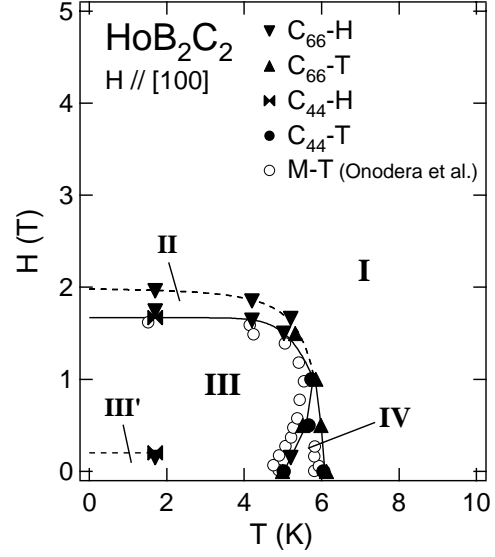 HoB₂C₂
H // [100]
C₆₆-H
C₆₆-T
C₄₄-H
C₄₄-T
M-T (Onodera et al.)
5
4
3
2
1
0
H (T)
I
II
III
III'
IV
0 2 4 6 8 10
T (K)